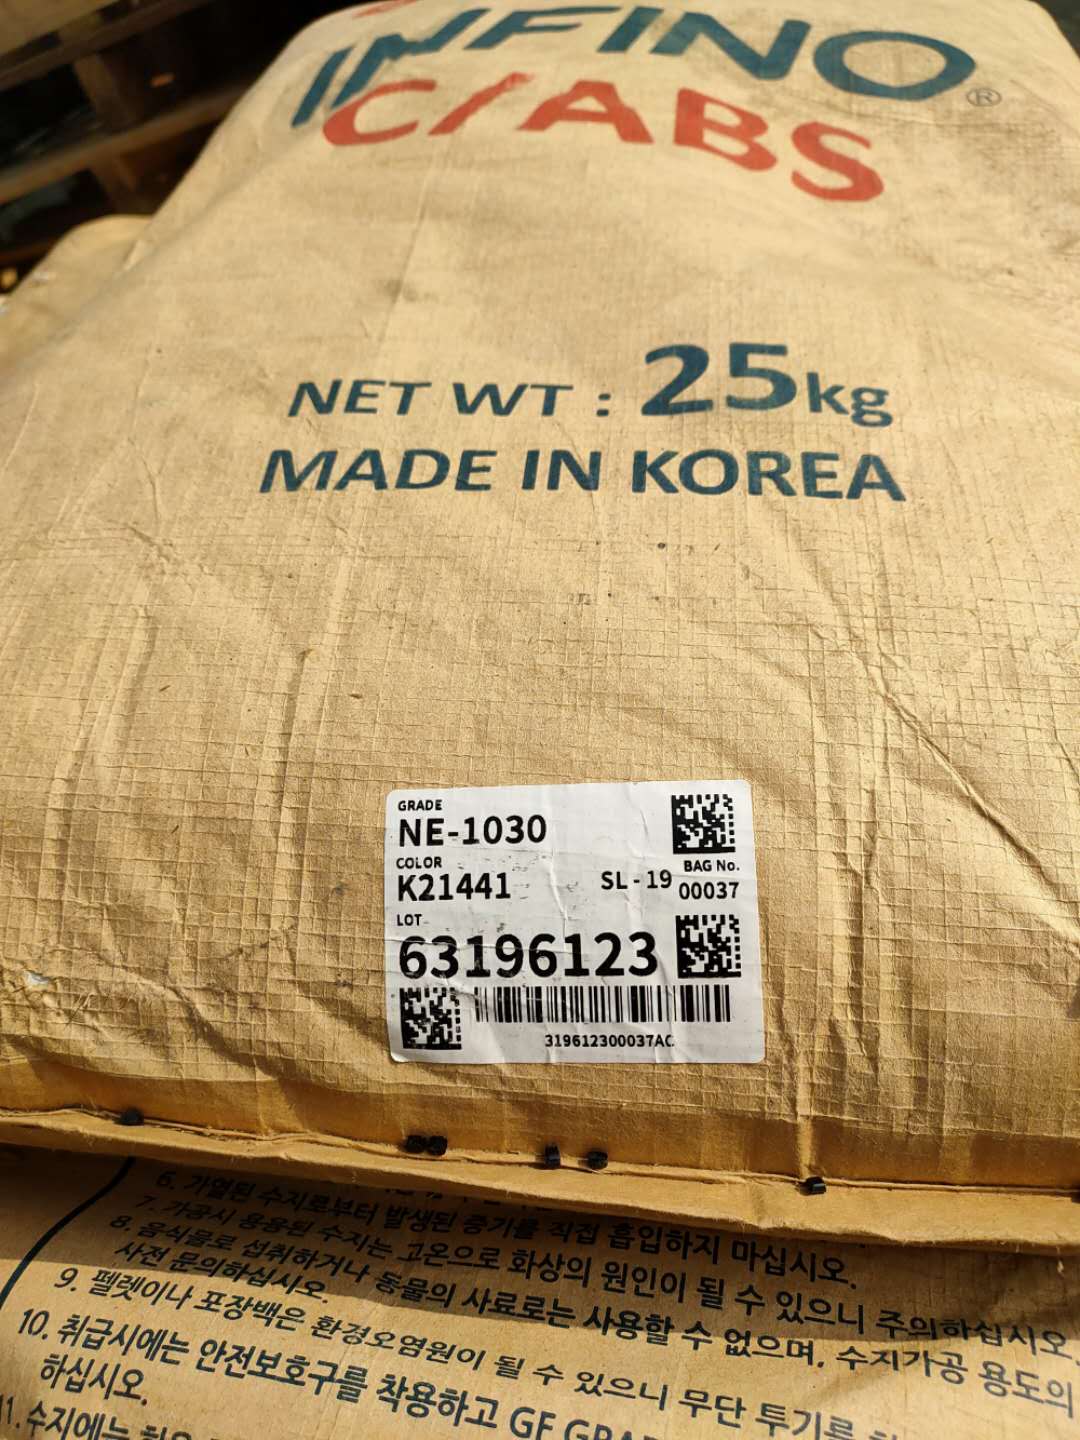 INFINO®
C/ABS
NET WT : 25kg
MADE IN KOREA
GRADE
NE-1030
COLOR
K21441
SL - 19
BAG No.
00037
LOT
63196123
319612300037AC
6. 가열된 수지로부터 발생된 증기를 직접 흡입하지 마십시오.
7. 가공시 용융된 수지는 고온으로 화상의 원인이 될 수 있으니 주의하십시오.
8. 음식물로 섭취하거나 동물의 사료로는 사용할 수 없으며, 수지가공 용도의
사전 문의하십시오.
9. 펠렛이나 포장백은 환경오염원이 될 수 있으니 무단 투기를
10. 취급시에는 안전보호구를 착용하고 GF
하십시오.
11. 수지에는